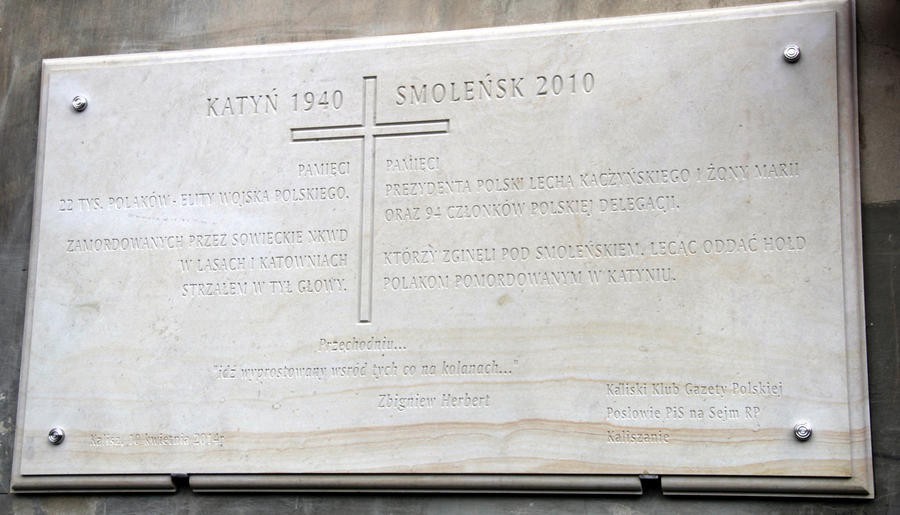 KATYŃ 1940
PAMIĘCI
22 TYS. POLAKÓW - ELITY WOJSKA POLSKIEGO.
ZAMORDOWANYCH PRZEZ SOWIECKIE NKWD
W LASACH I KATOWNIACH
STRZAŁEM W TYŁ GŁOWY.
SMOLEŃSK 2010
PAMIĘCI
PREZYDENTA POLSKI LECHA KACZYŃSKIEGO I ŻONY MARII
ORAZ 94 CZŁONKÓW POLSKIEJ DELEGACJI.
KTÓRZY ZGINELI POD SMOLEŃSKIEM, LECĄC ODDAĆ HOŁD
POLAKOM POMORDOWANYM W KATYNIU.
Przechodniu...
"idź wyprostowany wśród tych co na kolanach..."
Zbigniew Herbert
Kaliski Klub Gazety Polskiej
Posłowie PiS na Sejm RP
Kaliszanie
Kalisz, 10 kwietnia 2014r.